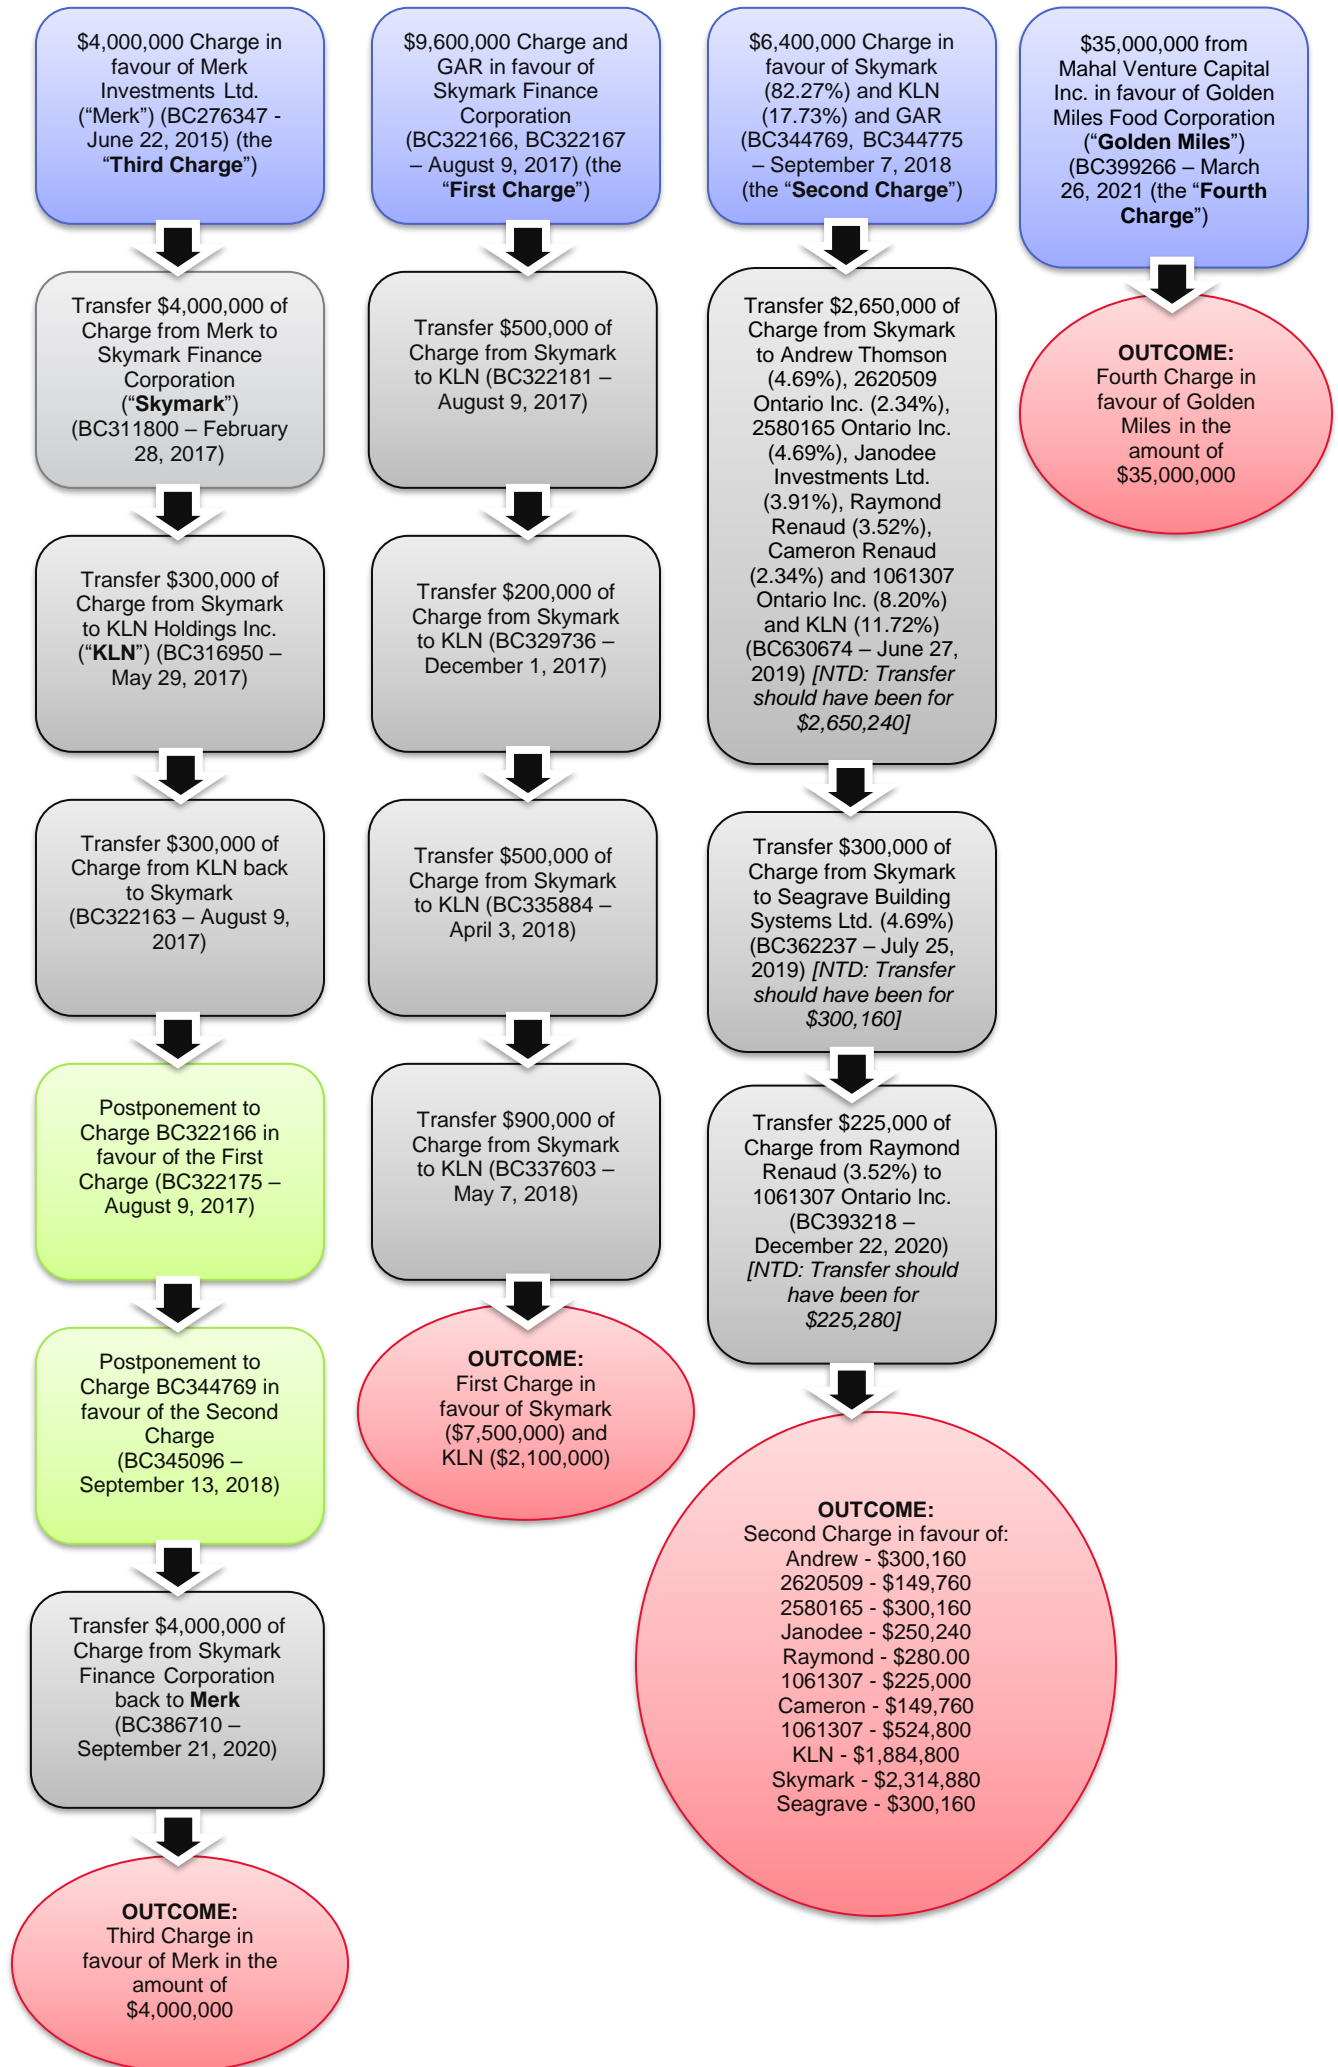 $4,000,000 Charge in
favour of Merk
Investments Ltd.
(“Merk”) (BC276347 -
June 22, 2015) (the
“Third Charge”)
Transfer $4,000,000 of
Charge from Merk to
Skymark Finance
Corporation
(“Skymark”)
(BC311800 – February
28, 2017)
Transfer $300,000 of
Charge from Skymark
to KLN Holdings Inc.
(“KLN”) (BC316950 –
May 29, 2017)
Transfer $300,000 of
Charge from KLN back
to Skymark
(BC322163 – August 9,
2017)
Postponement to
Charge BC322166 in
favour of the First
Charge (BC322175 –
August 9, 2017)
Postponement to
Charge BC344769 in
favour of the Second
Charge
(BC345096 –
September 13, 2018)
Transfer $4,000,000 of
Charge from Skymark
Finance Corporation
back to Merk
(BC386710 –
September 21, 2020)
OUTCOME:
Third Charge in
favour of Merk in the
amount of
$4,000,000
$9,600,000 Charge and
GAR in favour of
Skymark Finance
Corporation
(BC322166, BC322167
– August 9, 2017) (the
“First Charge”)
Transfer $500,000 of
Charge from Skymark
to KLN (BC322181 –
August 9, 2017)
Transfer $200,000 of
Charge from Skymark
to KLN (BC329736 –
December 1, 2017)
Transfer $500,000 of
Charge from Skymark
to KLN (BC335884 –
April 3, 2018)
Transfer $900,000 of
Charge from Skymark
to KLN (BC337603 –
May 7, 2018)
OUTCOME:
First Charge in
favour of Skymark
($7,500,000) and
KLN ($2,100,000)
$6,400,000 Charge in
favour of Skymark
(82.27%) and KLN
(17.73%) and GAR
(BC344769, BC344775
– September 7, 2018
(the “Second Charge”)
Transfer $2,650,000 of
Charge from Skymark
to Andrew Thomson
(4.69%), 2620509
Ontario Inc. (2.34%),
2580165 Ontario Inc.
(4.69%), Janodee
Investments Ltd.
(3.91%), Raymond
Renaud (3.52%),
Cameron Renaud
(2.34%) and 1061307
Ontario Inc. (8.20%)
and KLN (11.72%)
(BC630674 – June 27,
2019) [NTD: Transfer
should have been for
$2,650,240]
Transfer $300,000 of
Charge from Skymark
to Seagrave Building
Systems Ltd. (4.69%)
(BC362237 – July 25,
2019) [NTD: Transfer
should have been for
$300,160]
Transfer $225,000 of
Charge from Raymond
Renaud (3.52%) to
1061307 Ontario Inc.
(BC393218 –
December 22, 2020)
[NTD: Transfer should
have been for
$225,280]
OUTCOME:
Second Charge in favour of:
Andrew - $300,160
2620509 - $149,760
2580165 - $300,160
Janodee - $250,240
Raymond - $280.00
1061307 - $225,000
Cameron - $149,760
1061307 - $524,800
KLN - $1,884,800
Skymark - $2,314,880
Seagrave - $300,160
$35,000,000 from
Mahal Venture Capital
Inc. in favour of Golden
Miles Food Corporation
(“Golden Miles”)
(BC399266 – March
26, 2021 (the “Fourth
Charge”)
OUTCOME:
Fourth Charge in
favour of Golden
Miles in the
amount of
$35,000,000